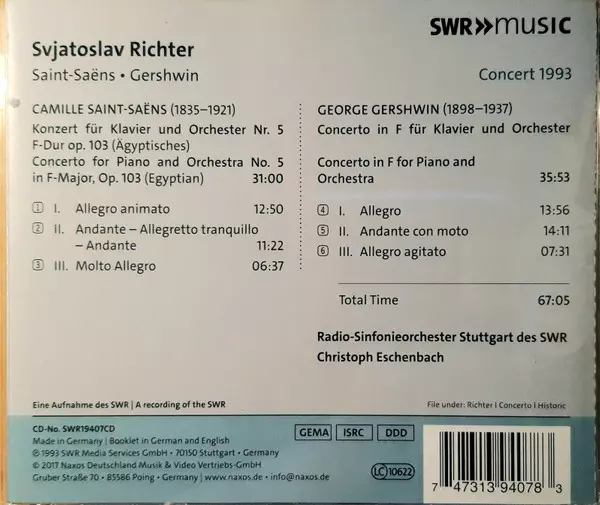 SWR»music
Svjatoslav Richter
Saint-Saëns • Gershwin
Concert 1993
CAMILLE SAINT-SAËNS (1835–1921)
Konzert für Klavier und Orchester Nr. 5
F-Dur op. 103 (Ägyptisches)
Concerto for Piano and Orchestra No. 5
in F-Major, Op. 103 (Egyptian) 31:00
1 I. Allegro animato 12:50
2 II. Andante – Allegretto tranquillo
– Andante 11:22
3 III. Molto Allegro 06:37
GEORGE GERSHWIN (1898–1937)
Concerto in F für Klavier und Orchester
Concerto in F for Piano and
Orchestra 35:53
4 I. Allegro 13:56
5 II. Andante con moto 14:11
6 III. Allegro agitato 07:31
Total Time 67:05
Radio-Sinfonieorchester Stuttgart des SWR
Christoph Eschenbach
Eine Aufnahme des SWR | A recording of the SWR
File under: Richter | Concerto | Historic
CD-No. SWR19407CD
Made in Germany | Booklet in German and English
℗ 1993 SWR Media Services GmbH • 70150 Stuttgart • Germany
© 2017 Naxos Deutschland Musik & Video Vertriebs-GmbH
Gruber Straße 70 • 85586 Poing • Germany | www.naxos.de • info@naxos.de
GEMA ISRC DDD
LC 10622
7 47313 94078 3